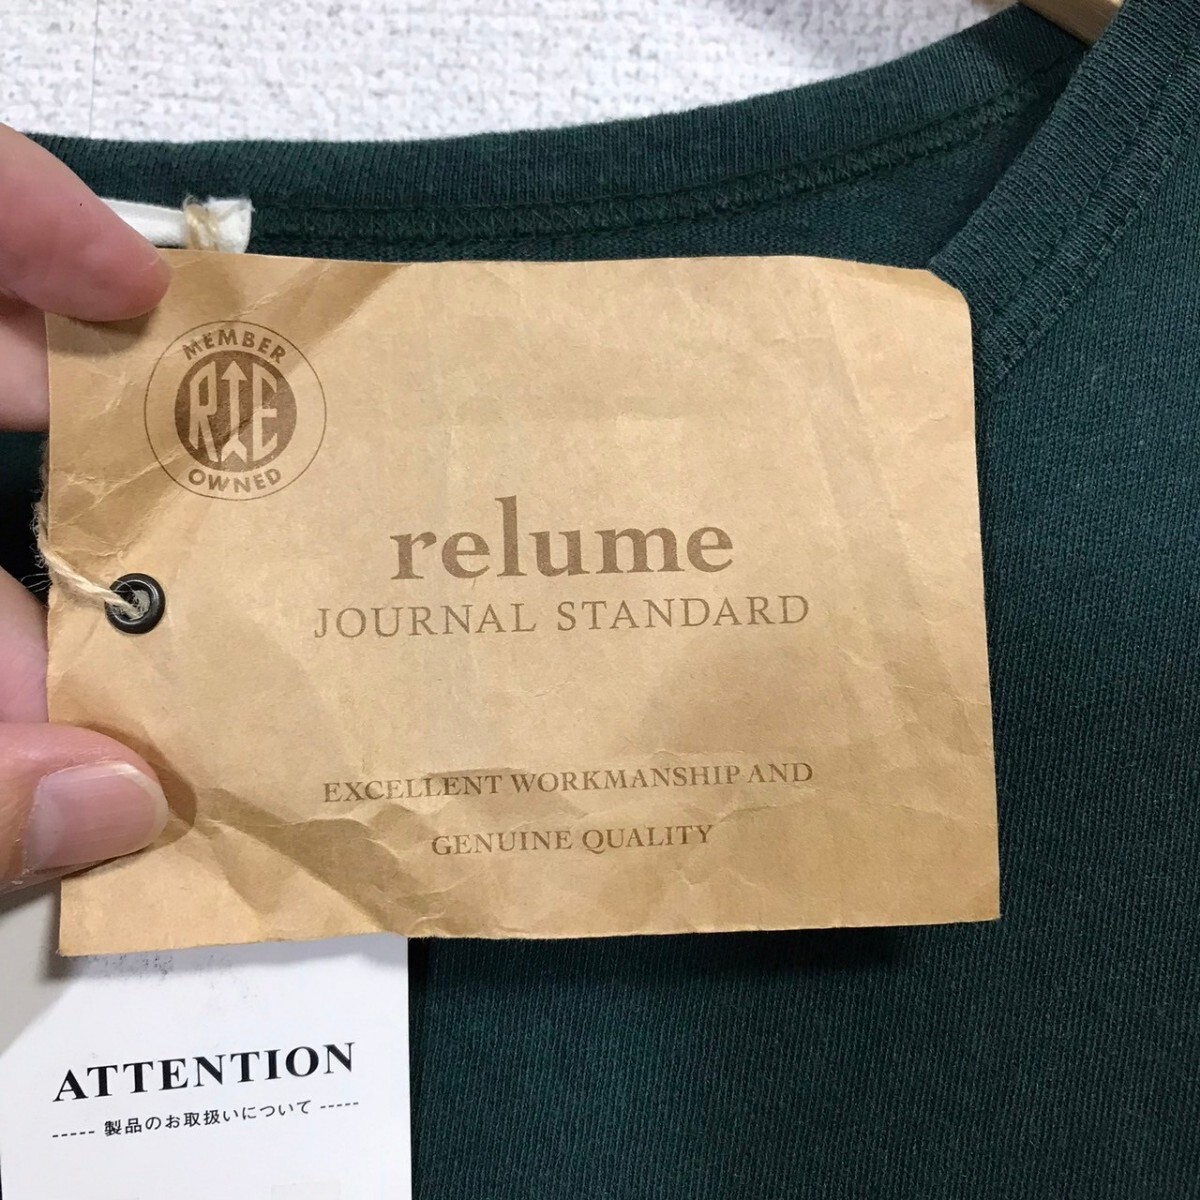 MEMBER
RIE
OWNED
relume
JOURNAL STANDARD
EXCELLENT WORKMANSHIP AND
GENUINE QUALITY
ATTENTION
----- 製品のお取扱いについて -----